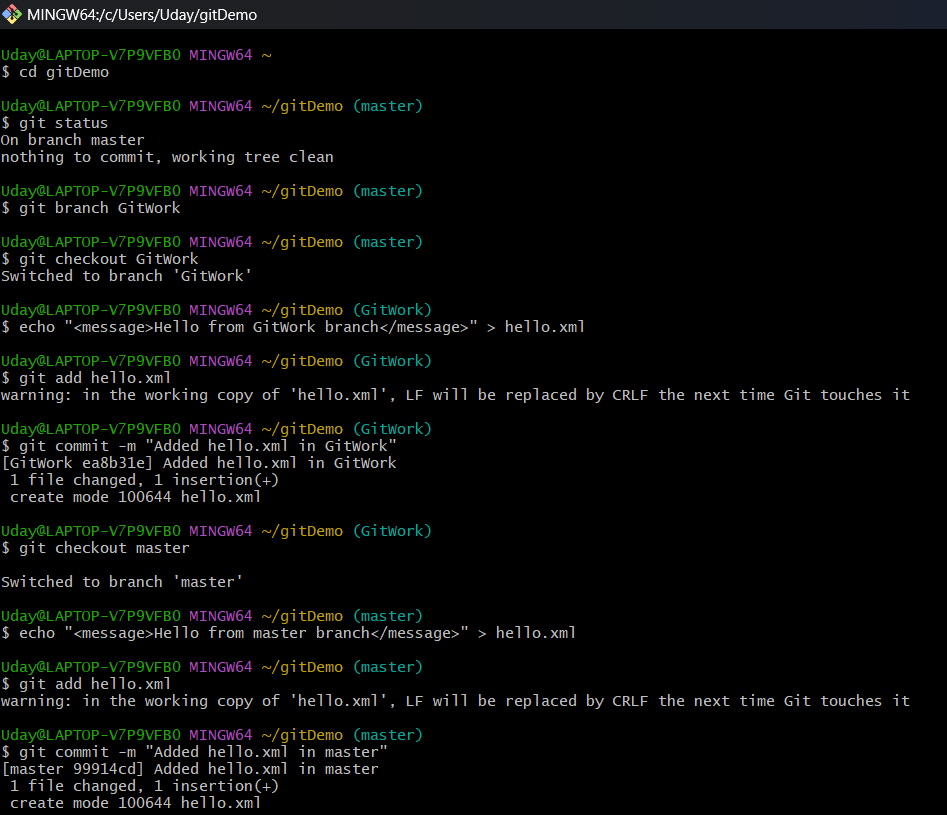 MINGW64:/c/Users/Uday/gitDemo
Uday@LAPTOP-V7P9VFB0 MINGW64 ~
$ cd gitDemo
Uday@LAPTOP-V7P9VFB0 MINGW64 ~/gitDemo (master)
$ git status
On branch master
nothing to commit, working tree clean
Uday@LAPTOP-V7P9VFB0 MINGW64 ~/gitDemo (master)
$ git branch GitWork
Uday@LAPTOP-V7P9VFB0 MINGW64 ~/gitDemo (master)
$ git checkout GitWork
Switched to branch 'GitWork'
Uday@LAPTOP-V7P9VFB0 MINGW64 ~/gitDemo (GitWork)
$ echo "<message>Hello from GitWork branch</message>" > hello.xml
Uday@LAPTOP-V7P9VFB0 MINGW64 ~/gitDemo (GitWork)
$ git add hello.xml
warning: in the working copy of 'hello.xml', LF will be replaced by CRLF the next time Git touches it
Uday@LAPTOP-V7P9VFB0 MINGW64 ~/gitDemo (GitWork)
$ git commit -m "Added hello.xml in GitWork"
[GitWork ea8b31e] Added hello.xml in GitWork
 1 file changed, 1 insertion(+)
 create mode 100644 hello.xml
Uday@LAPTOP-V7P9VFB0 MINGW64 ~/gitDemo (GitWork)
$ git checkout master
Switched to branch 'master'
Uday@LAPTOP-V7P9VFB0 MINGW64 ~/gitDemo (master)
$ echo "<message>Hello from master branch</message>" > hello.xml
Uday@LAPTOP-V7P9VFB0 MINGW64 ~/gitDemo (master)
$ git add hello.xml
warning: in the working copy of 'hello.xml', LF will be replaced by CRLF the next time Git touches it
Uday@LAPTOP-V7P9VFB0 MINGW64 ~/gitDemo (master)
$ git commit -m "Added hello.xml in master"
[master 99914cd] Added hello.xml in master
 1 file changed, 1 insertion(+)
 create mode 100644 hello.xml